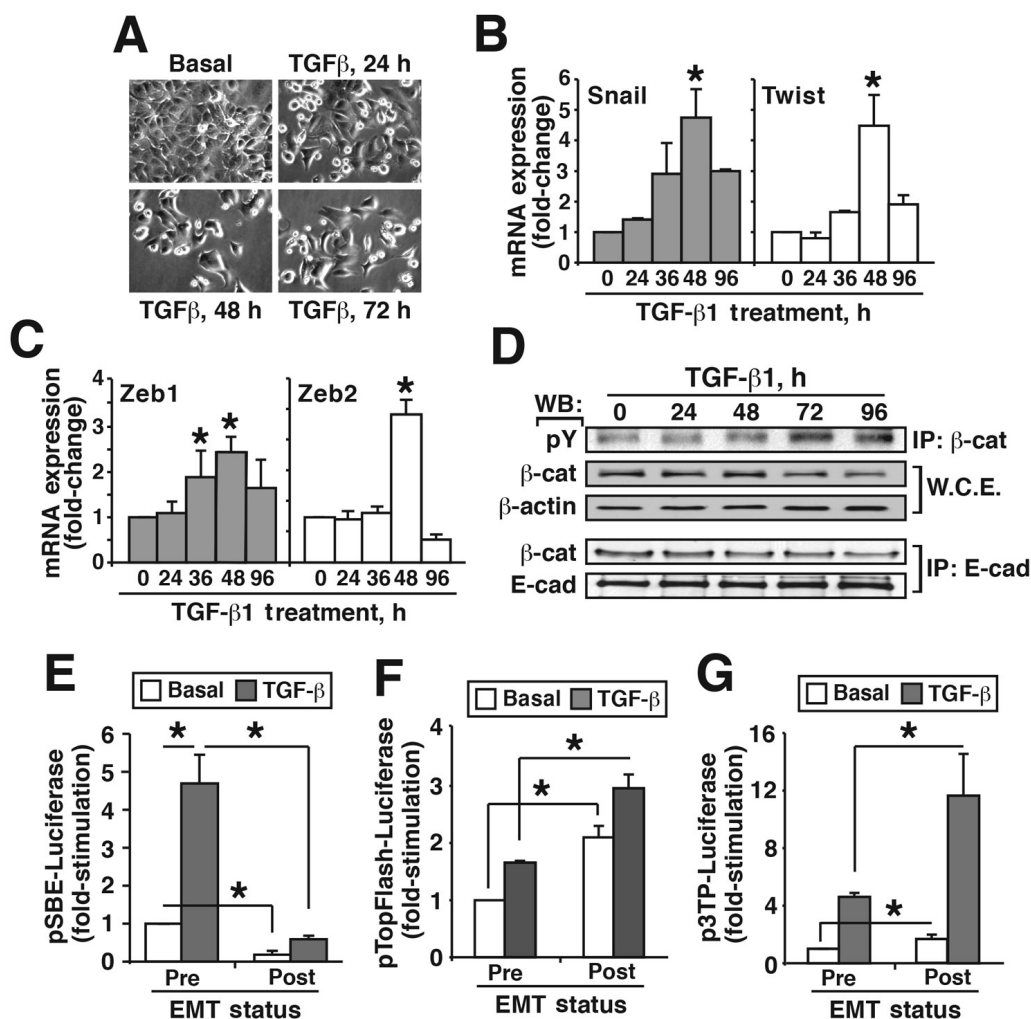 A
Basal
TGFβ, 24 h
TGFβ, 48 h
TGFβ, 72 h
B
mRNA expression
(fold-change)
6
5
4
3
2
1
0
Snail
*
Twist
*
0 24 36 48 96
0 24 36 48 96
TGF-β1 treatment, h
C
mRNA expression
(fold-change)
4
3
2
1
0
Zeb1
* *
Zeb2
*
0 24 36 48 96
0 24 36 48 96
TGF-β1 treatment, h
D
TGF-β1, h
WB: 0 24 48 72 96
pY IP: β-cat
β-cat
W.C.E.
β-actin
β-cat
IP: E-cad
E-cad
E
Basal TGF-β
pSBE-Luciferase
(fold-stimulation)
6
5
4
3
2
1
0
* *
*
Pre Post
EMT status
F
Basal TGF-β
pTopFlash-Luciferase
(fold-stimulation)
4
3
2
1
0
*
*
Pre Post
EMT status
G
Basal TGF-β
p3TP-Luciferase
(fold-stimulation)
16
12
8
4
0
*
*
Pre Post
EMT status